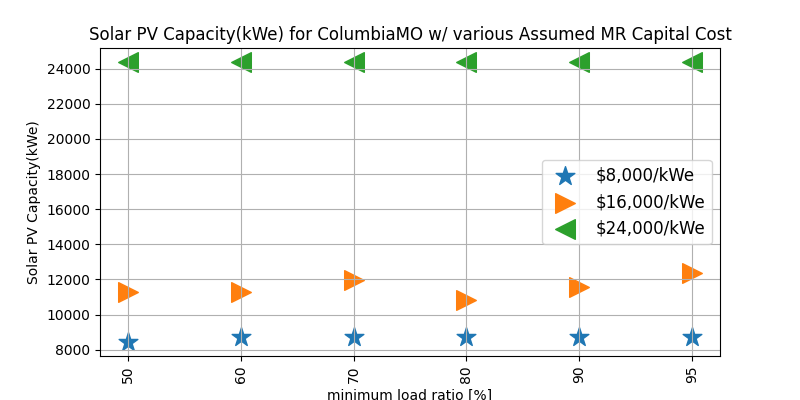 Solar PV Capacity(kWe) for ColumbiaMO w/ various Assumed MR Capital Cost
Solar PV Capacity(kWe)
24000
22000
20000
18000
16000
14000
12000
10000
8000
$8,000/kWe
$16,000/kWe
$24,000/kWe
50
60
70
80
90
95
minimum load ratio [%]